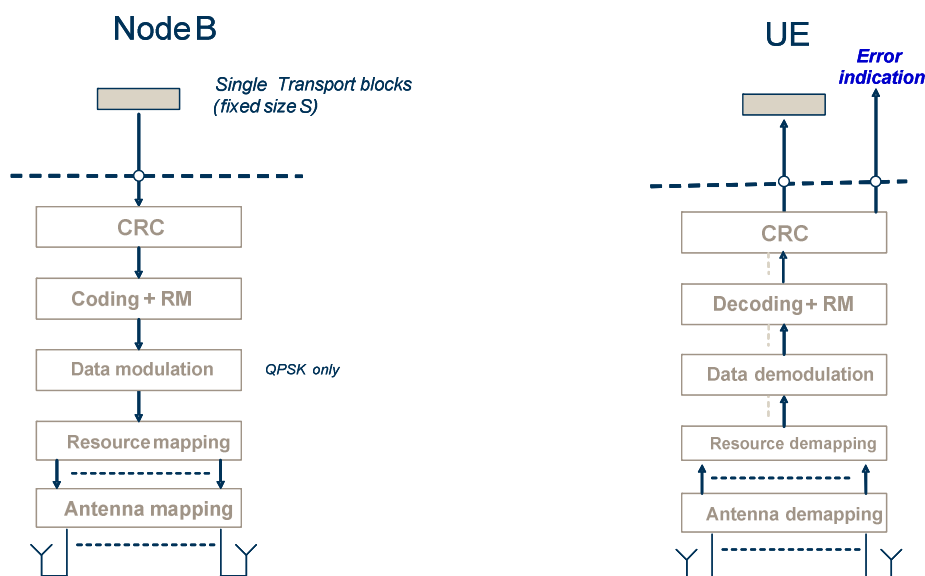 Node B
Single Transport blocks
(fixed size S)
CRC
Coding + RM
Data modulation
QPSK only
Resource mapping
Antenna mapping
UE
Error
indication
CRC
Decoding + RM
Data demodulation
Resource demapping
Antenna demapping